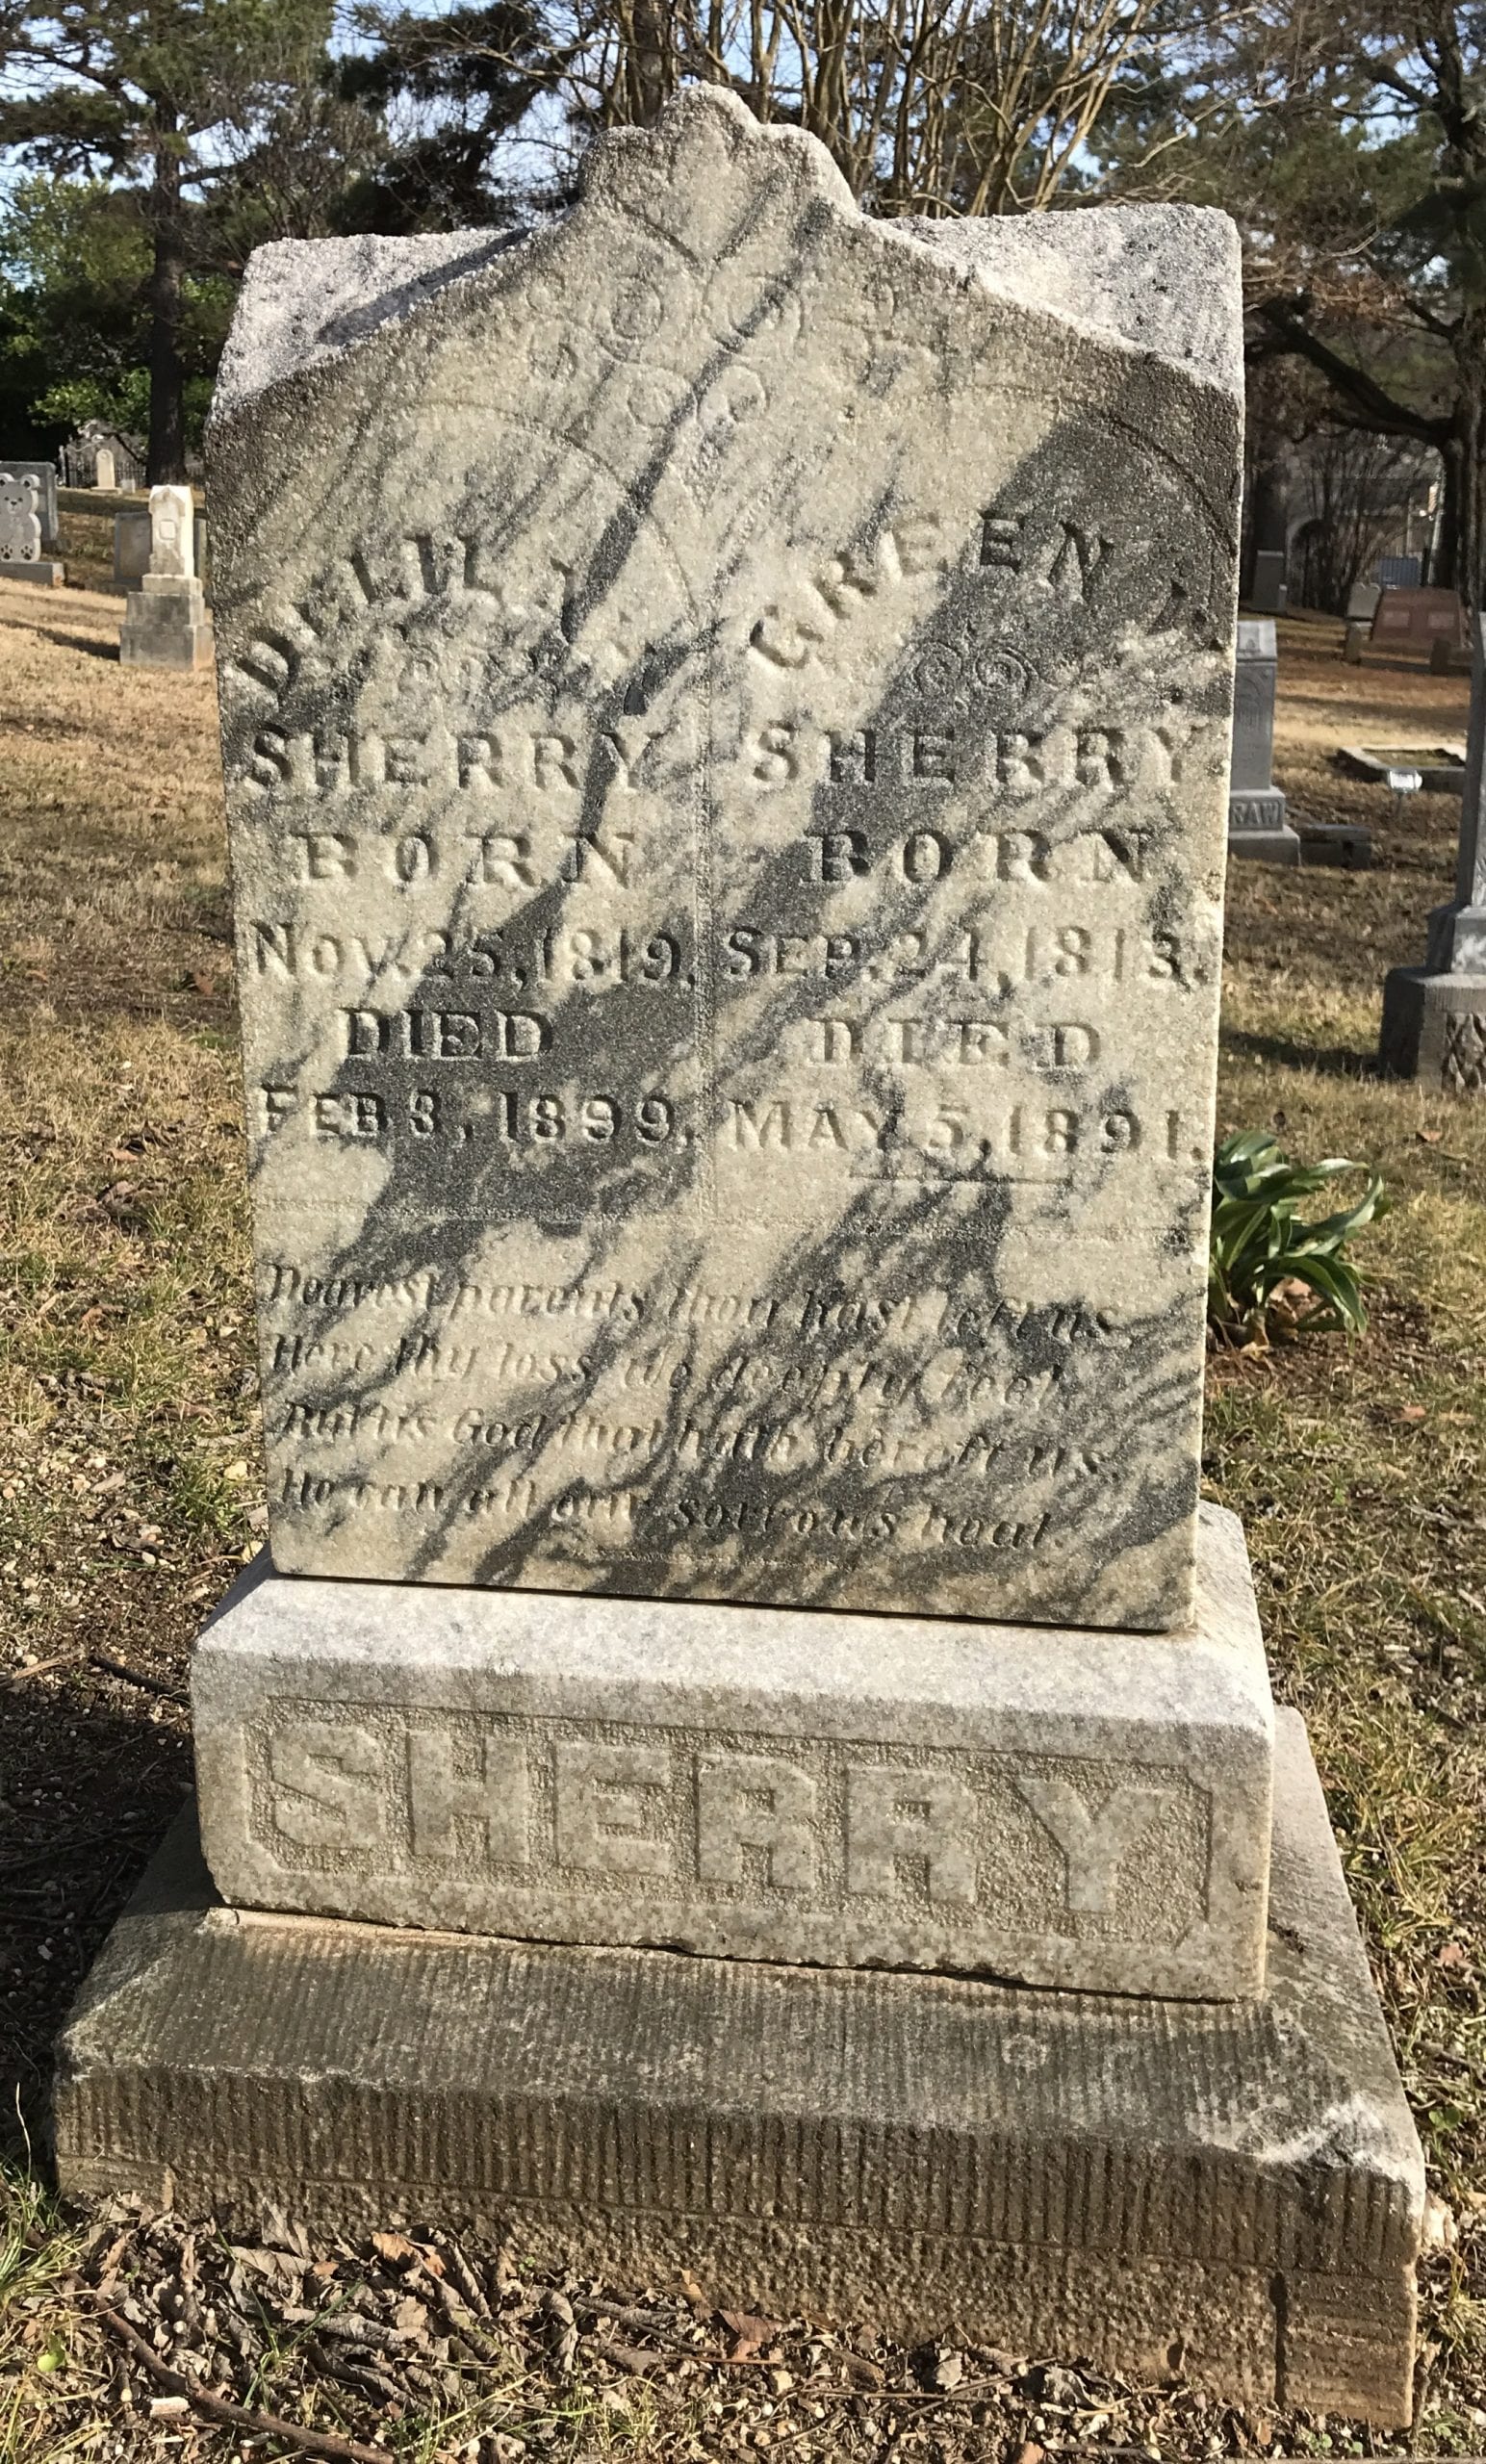 SHERRY
BORN
Nov. 25, 1819.
DIED
FEB 3, 1899.
GREEN
SHERRY
BORN
SEP. 24, 1813.
DIED
MAY 5, 1891.
Dearest parents thou hast left us,
Here thy loss we deeply feel.
But tis God that hath bereft us,
He can all our sorrows heal.
SHERRY